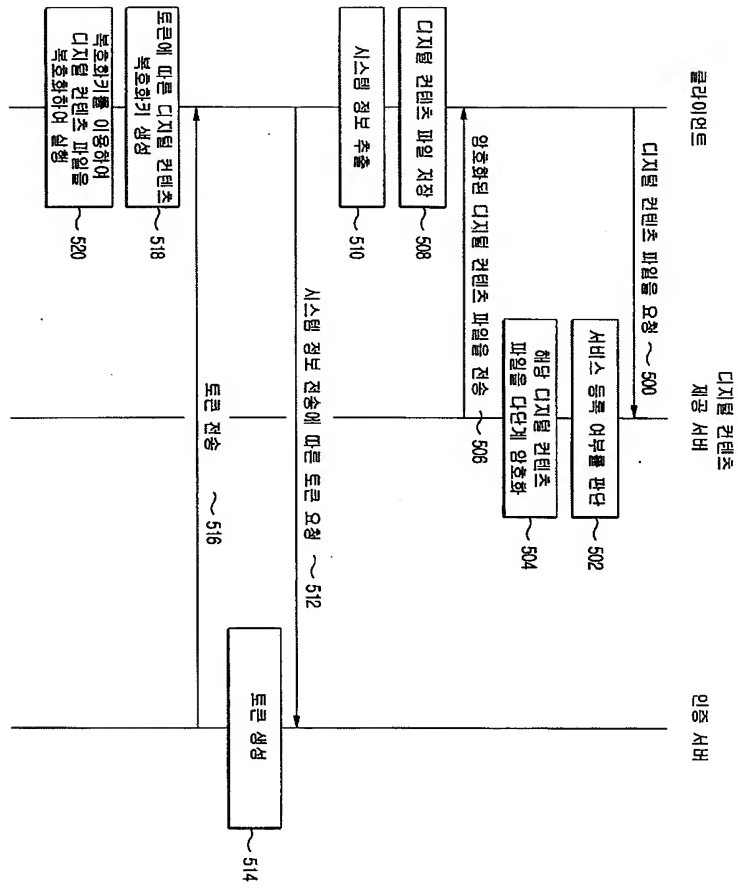 클라이언트
디지털 컨텐츠
제공 서버
인증 서버
디지털 컨텐츠 파일을 요청 ~ 500
서비스 등록 여부를 판단
~ 502
해당 디지털 컨텐츠
파일을 다단계 암호화
~ 504
암호화된 디지털 컨텐츠 파일을 전송 ~ 506
디지털 컨텐츠 파일 저장
~ 508
시스템 정보 추출
~ 510
시스템 정보 전송에 따른 토큰 요청 ~ 512
토큰 생성
~ 514
토큰 전송 ~ 516
토큰에 따른 디지털 컨텐츠
복호화키 생성
~ 518
복호화키를 이용하여
디지털 컨텐츠 파일을
복호화하여 실행
~ 520